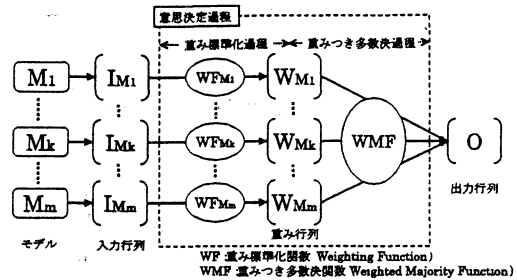 意思決定過程
重み標準化過程 重みつき多数決過程
M1 IM1 WFM1 WM1
Mk IMk WFMk WMk WMF O
Mm IMm WFMm WMm
モデル 入力行列 重み行列 出力行列
WF :重み標準化関数 Weighting Function)
WMF :重みつき多数決関数 Weighted Majority Function)